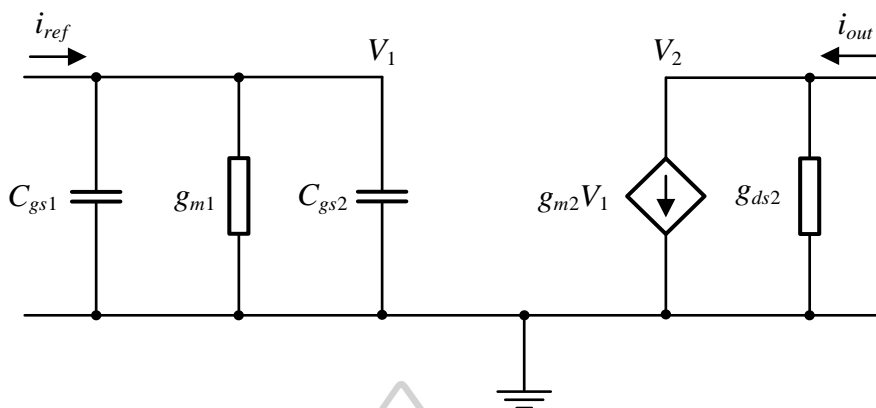 i_ref
V_1
V_2
i_out
C_gs1
g_m1
C_gs2
g_m2V_1
g_ds2